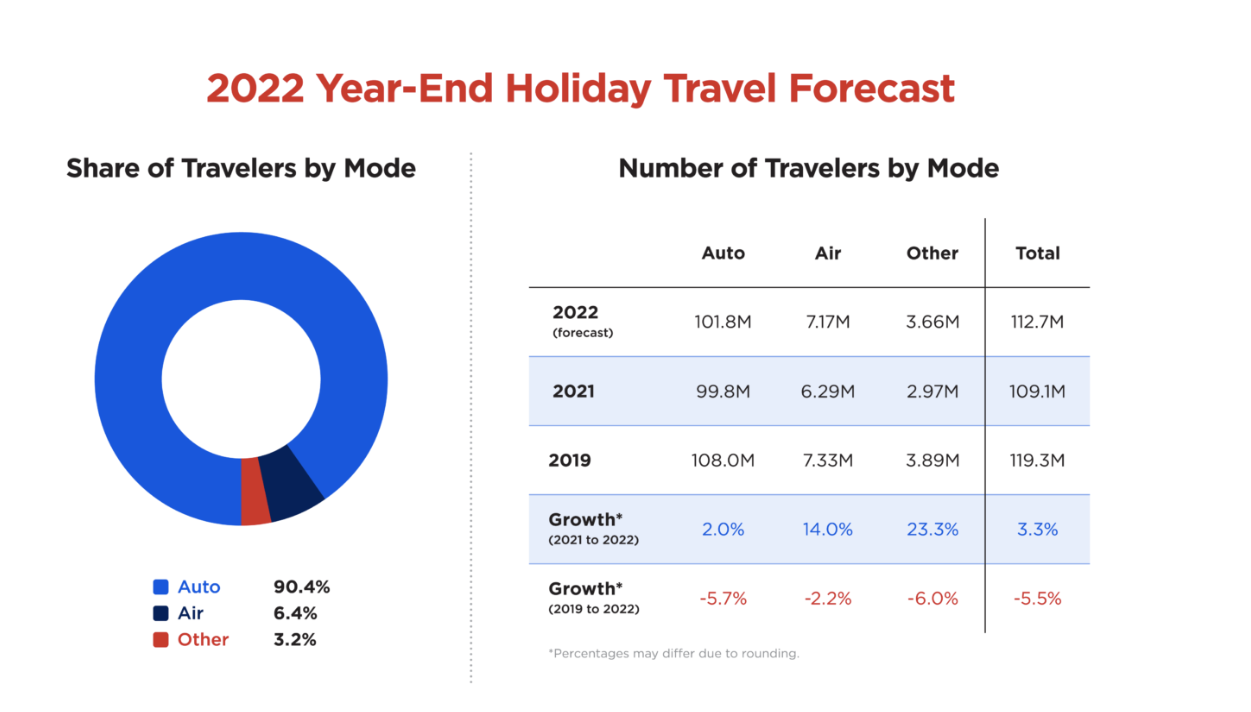 2022 Year-End Holiday Travel Forecast
Share of Travelers by Mode
Auto 90.4%
Air 6.4%
Other 3.2%
Number of Travelers by Mode
Auto Air Other Total
2022
(forecast) 101.8M 7.17M 3.66M 112.7M
2021 99.8M 6.29M 2.97M 109.1M
2019 108.0M 7.33M 3.89M 119.3M
Growth*
(2021 to 2022) 2.0% 14.0% 23.3% 3.3%
Growth*
(2019 to 2022) -5.7% -2.2% -6.0% -5.5%
*Percentages may differ due to rounding.